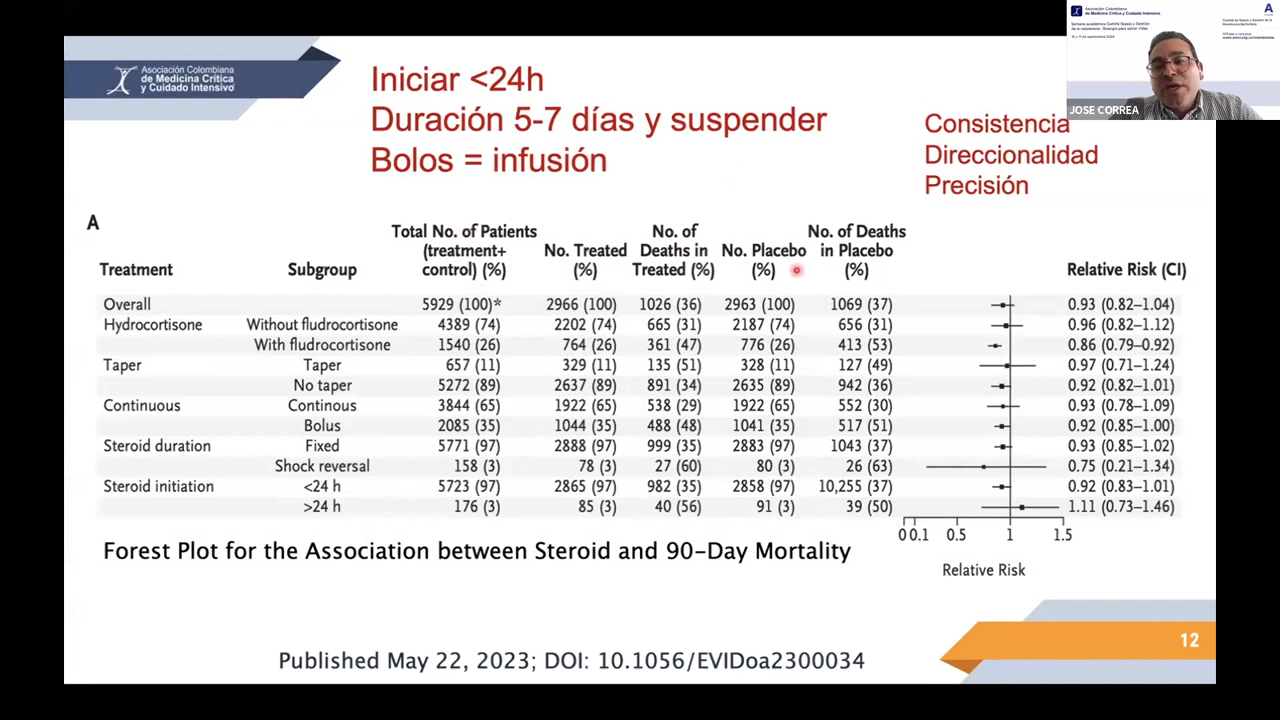 Asociación Colombiana
de Medicina Crítica y Cuidado Intensivo
JOSE CORREA
Asociación Colombiana
de Medicina Crítica
y Cuidado Intensivo
Iniciar <24h
Duración 5-7 días y suspender
Bolos = infusión
Consistencia
Direccionalidad
Precisión
A
Treatment Subgroup Total No. of Patients (treatment+ control) (%) No. Treated (%) No. of Deaths in Treated (%) No. Placebo (%) No. of Deaths in Placebo (%) Relative Risk (CI)
Overall 5929 (100)* 2966 (100) 1026 (36) 2963 (100) 1069 (37) 0.93 (0.82–1.04)
Hydrocortisone Without fludrocortisone 4389 (74) 2202 (74) 665 (31) 2187 (74) 656 (31) 0.96 (0.82–1.12)
With fludrocortisone 1540 (26) 764 (26) 361 (47) 776 (26) 413 (53) 0.86 (0.79–0.92)
Taper Taper 657 (11) 329 (11) 135 (51) 328 (11) 127 (49) 0.97 (0.71–1.24)
No taper 5272 (89) 2637 (89) 891 (34) 2635 (89) 942 (36) 0.92 (0.82–1.01)
Continuous Continous 3844 (65) 1922 (65) 538 (29) 1922 (65) 552 (30) 0.93 (0.78–1.09)
Bolus 2085 (35) 1044 (35) 488 (48) 1041 (35) 517 (51) 0.92 (0.85–1.00)
Steroid duration Fixed 5771 (97) 2888 (97) 999 (35) 2883 (97) 1043 (37) 0.93 (0.85–1.02)
Shock reversal 158 (3) 78 (3) 27 (60) 80 (3) 26 (63) 0.75 (0.21–1.34)
Steroid initiation <24 h 5723 (97) 2865 (97) 982 (35) 2858 (97) 10,255 (37) 0.92 (0.83–1.01)
>24 h 176 (3) 85 (3) 40 (56) 91 (3) 39 (50) 1.11 (0.73–1.46)
0 0.1 0.5 1 1.5
Relative Risk
Forest Plot for the Association between Steroid and 90-Day Mortality
12
Published May 22, 2023; DOI: 10.1056/EVIDoa2300034